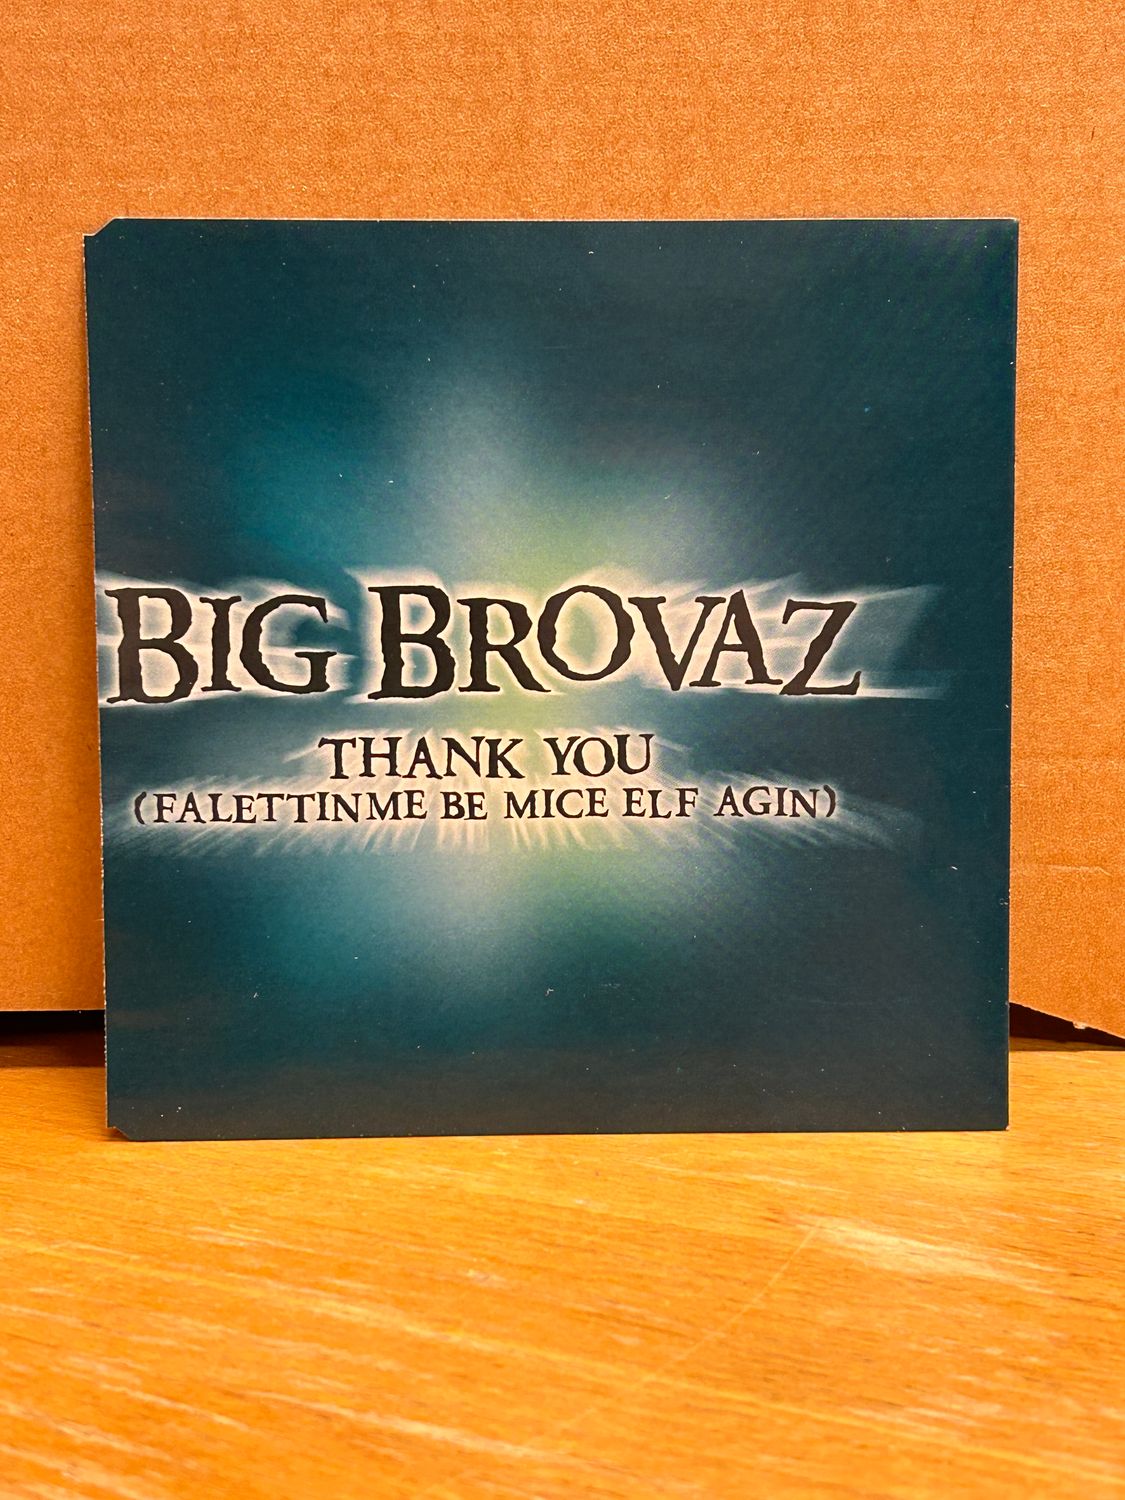 BIG BROVAZ
THANK YOU
(FALETTINME BE MICE ELF AGIN)